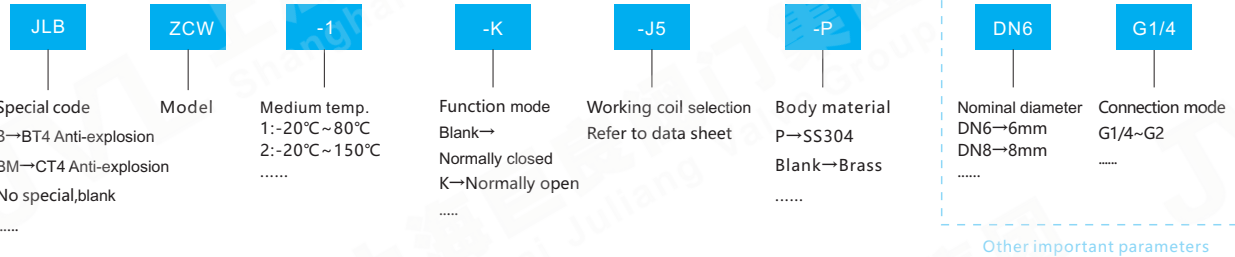 JLB ZCW -1 -K -J5 -P DN6 G1/4
Special code
B→BT4 Anti-explosion
BM→CT4 Anti-explosion
No special,blank
......
Model
Medium temp.
1:-20℃~80℃
2:-20℃~150℃
......
Function mode
Blank→
Normally closed
K→Normally open
.....
Working coil selection
Refer to data sheet
Body material
P→SS304
Blank→Brass
......
Nominal diameter
DN6→6mm
DN8→8mm
......
Connection mode
G1/4~G2
......
Other important parameters